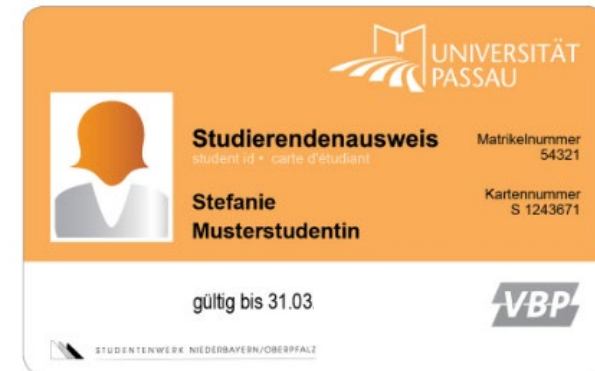 UNIVERSITÄT
PASSAU
Studierendenausweis
student id • carte d'étudiant
Matrikelnummer
54321
Stefanie
Musterstudentin
Kartennummer
S 1243671
gültig bis 31.03
VBP
STUDENTENWERK NIEDERBAYERN/OBERPFALZ